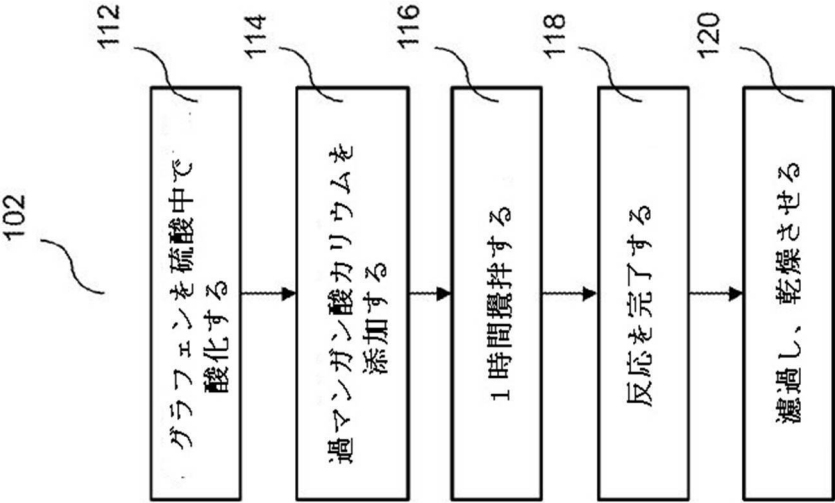 102
112
グラフェンを硫酸中で
酸化する
114
過マンガン酸カリウムを
添加する
116
1時間攪拌する
118
反応を完了する
120
濾過し、乾燥させる